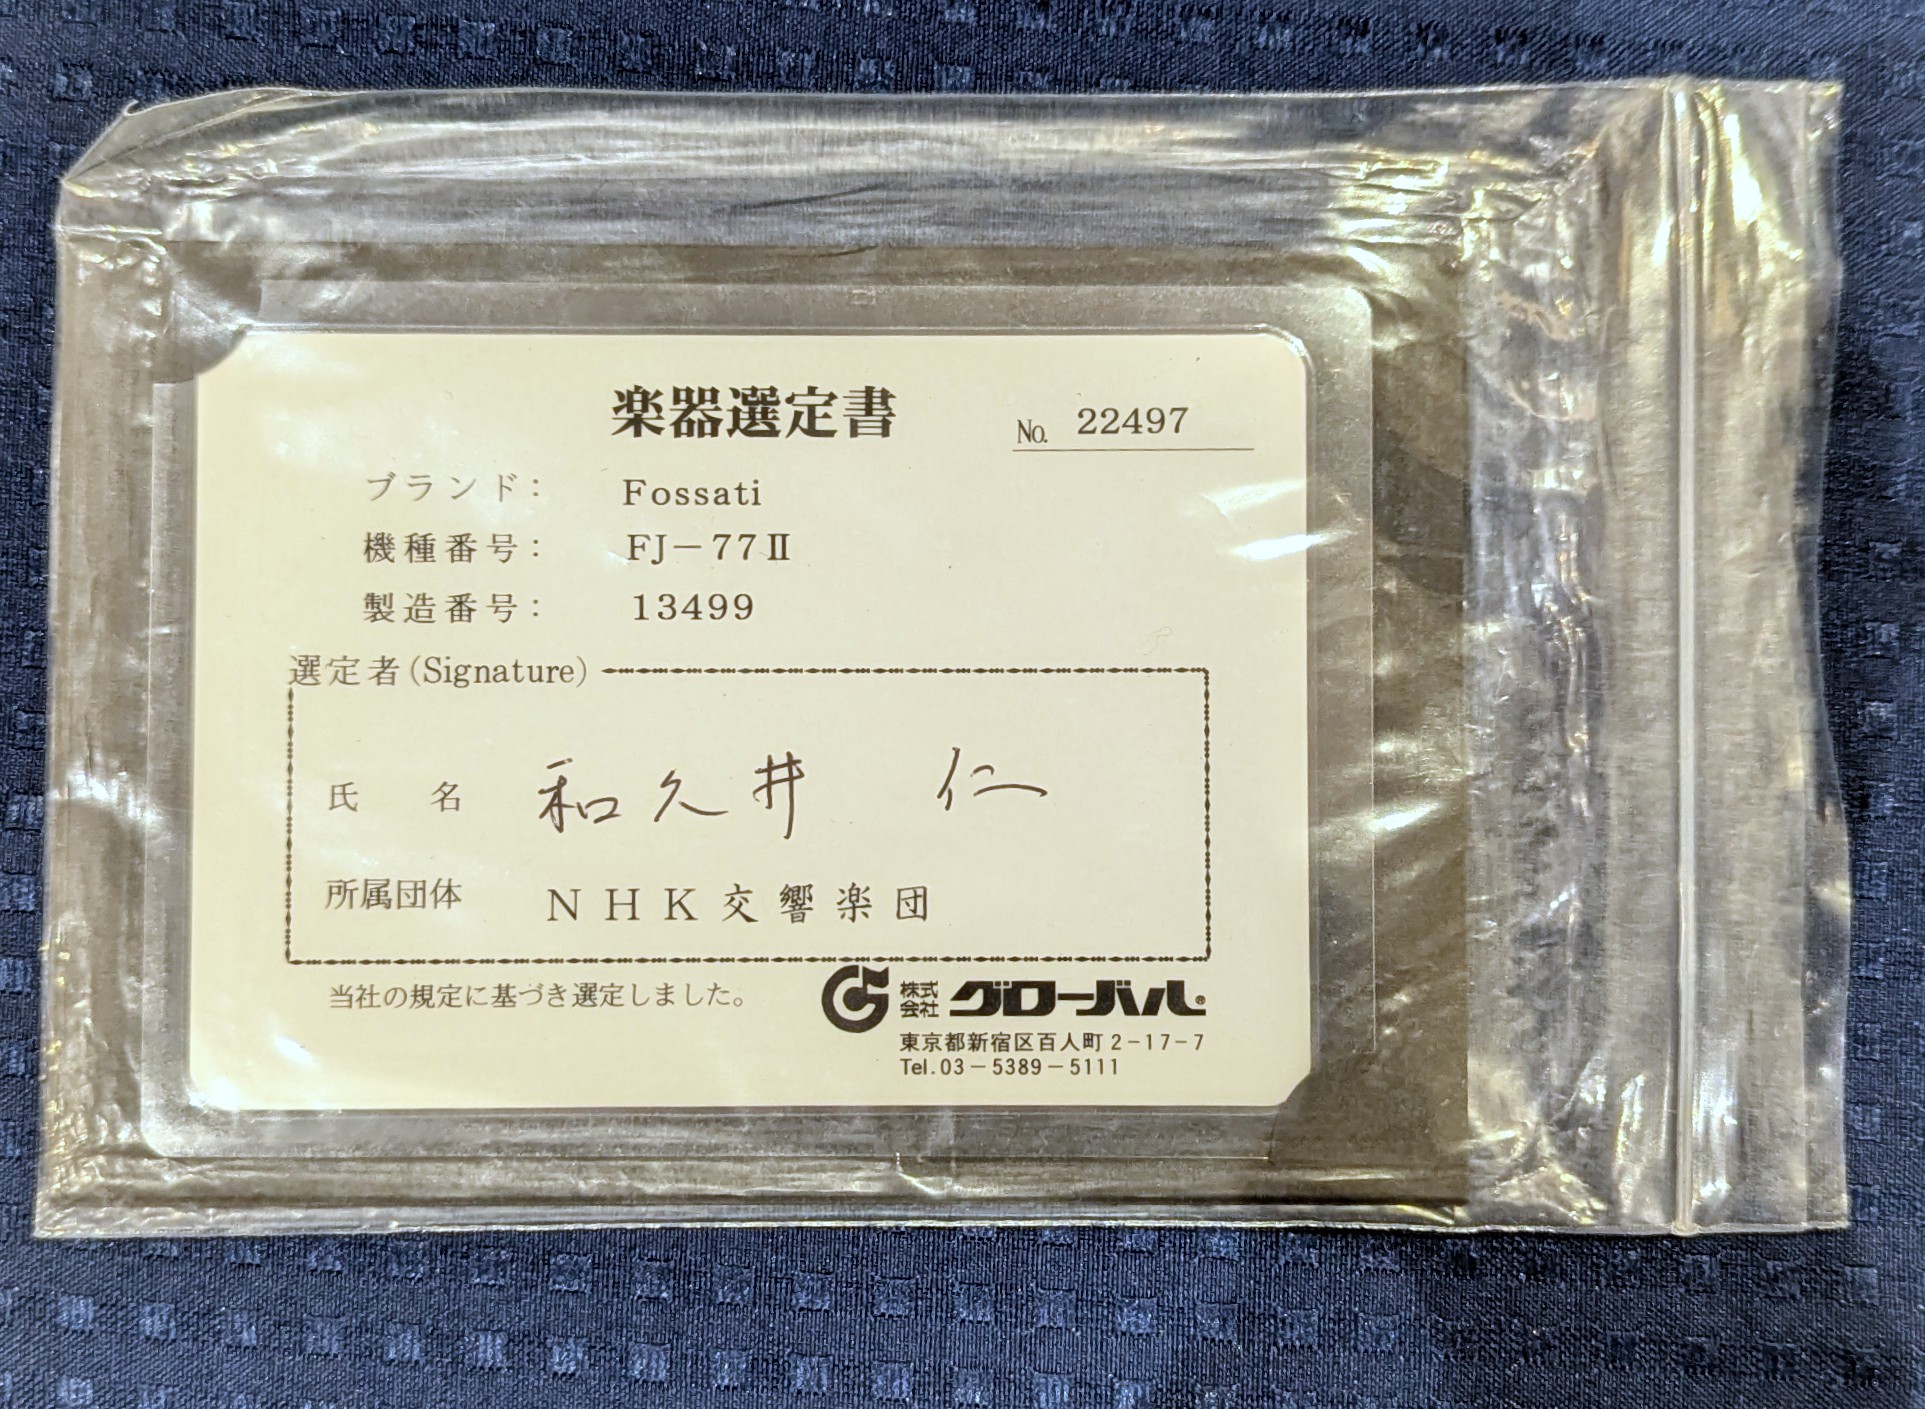 楽器選定書
No. 22497
ブランド： Fossati
機種番号： FJ－77Ⅱ
製造番号： 13499
選定者(Signature)
氏 名 和久井 仁
所属団体 NHK交響楽団
当社の規定に基づき選定しました。
株式会社 グローバル
東京都新宿区百人町2-17-7
Tel.03－5389－5111